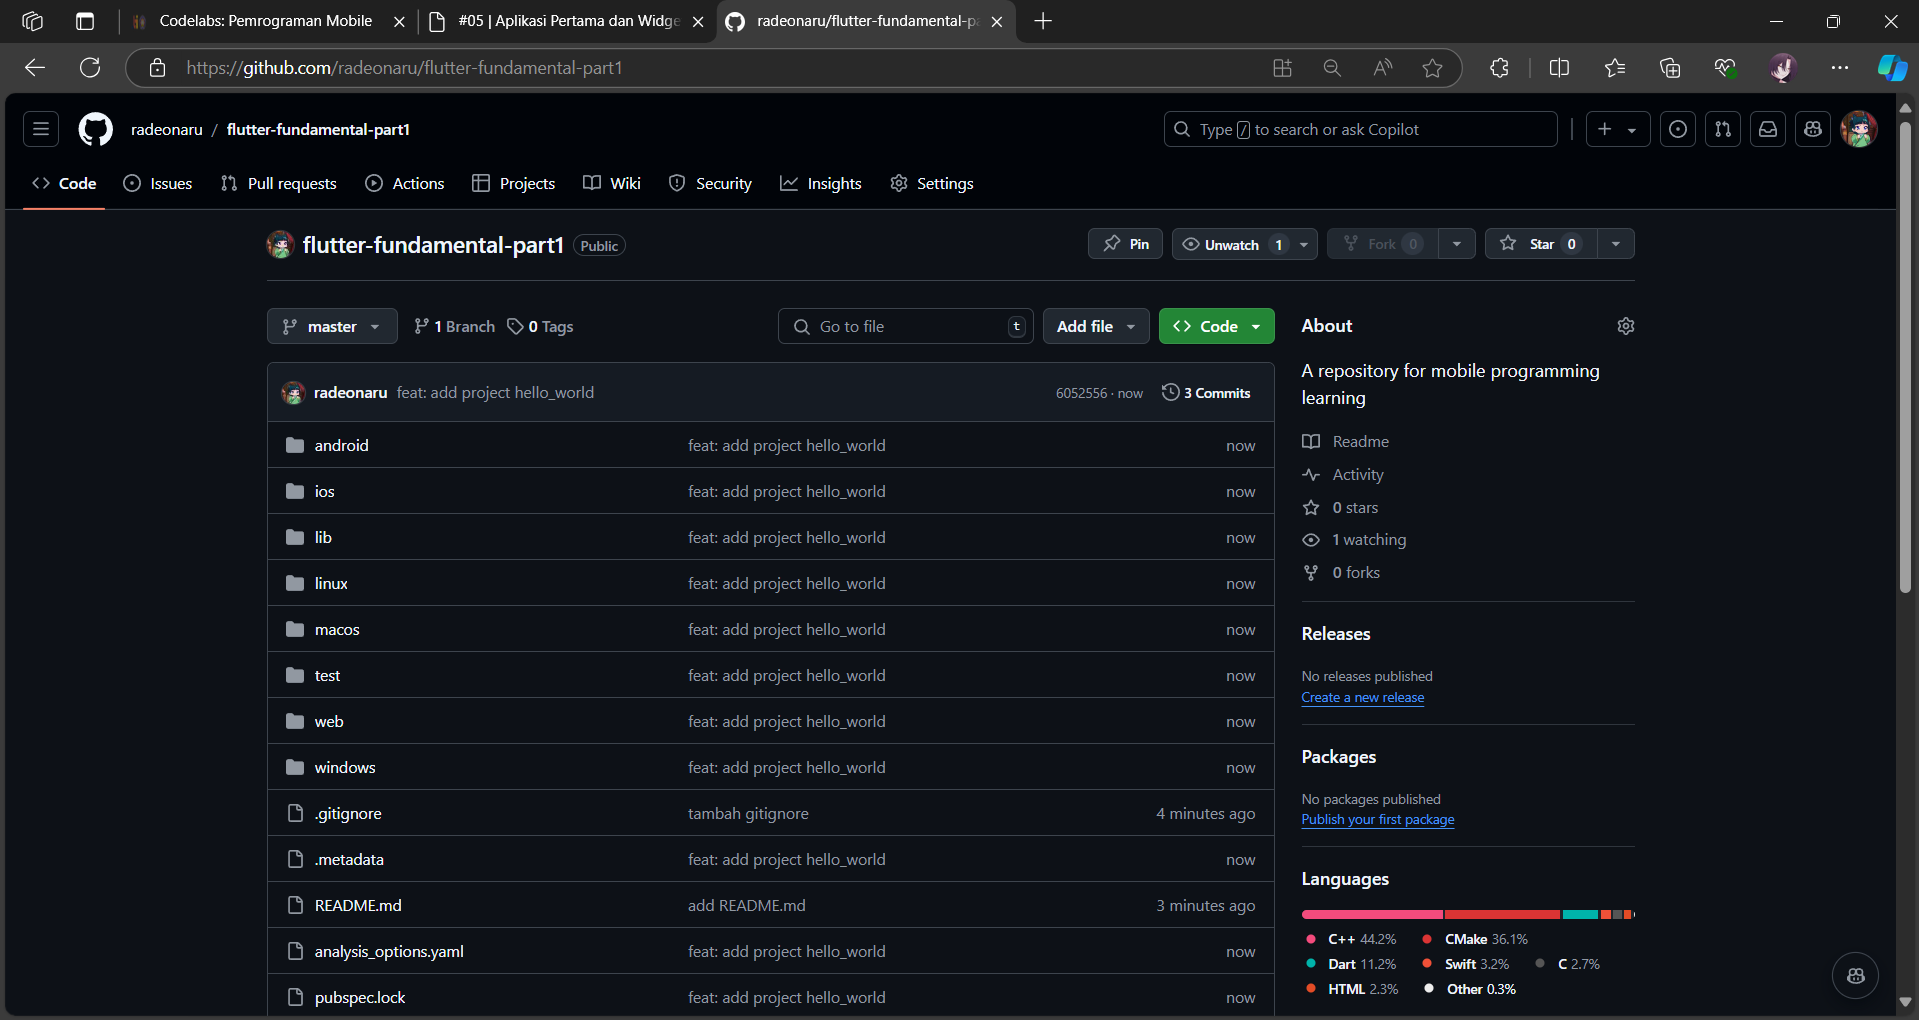 Codelabs: Pemrograman Mobile
#05 | Aplikasi Pertama dan Widge
radeonaru/flutter-fundamental-pa
https://github.com/radeonaru/flutter-fundamental-part1
radeonaru / flutter-fundamental-part1
Type / to search or ask Copilot
Code Issues Pull requests Actions Projects Wiki Security Insights Settings
flutter-fundamental-part1 Public
Pin Unwatch 1 Fork 0 Star 0
master 1 Branch 0 Tags Go to file t Add file Code
radeonaru feat: add project hello_world 6052556 · now 3 Commits
android feat: add project hello_world now
ios feat: add project hello_world now
lib feat: add project hello_world now
linux feat: add project hello_world now
macos feat: add project hello_world now
test feat: add project hello_world now
web feat: add project hello_world now
windows feat: add project hello_world now
.gitignore tambah gitignore 4 minutes ago
.metadata feat: add project hello_world now
README.md add README.md 3 minutes ago
analysis_options.yaml feat: add project hello_world now
pubspec.lock feat: add project hello_world now
About
A repository for mobile programming
learning
Readme
Activity
0 stars
1 watching
0 forks
Releases
No releases published
Create a new release
Packages
No packages published
Publish your first package
Languages
C++ 44.2% CMake 36.1%
Dart 11.2% Swift 3.2% C 2.7%
HTML 2.3% Other 0.3%